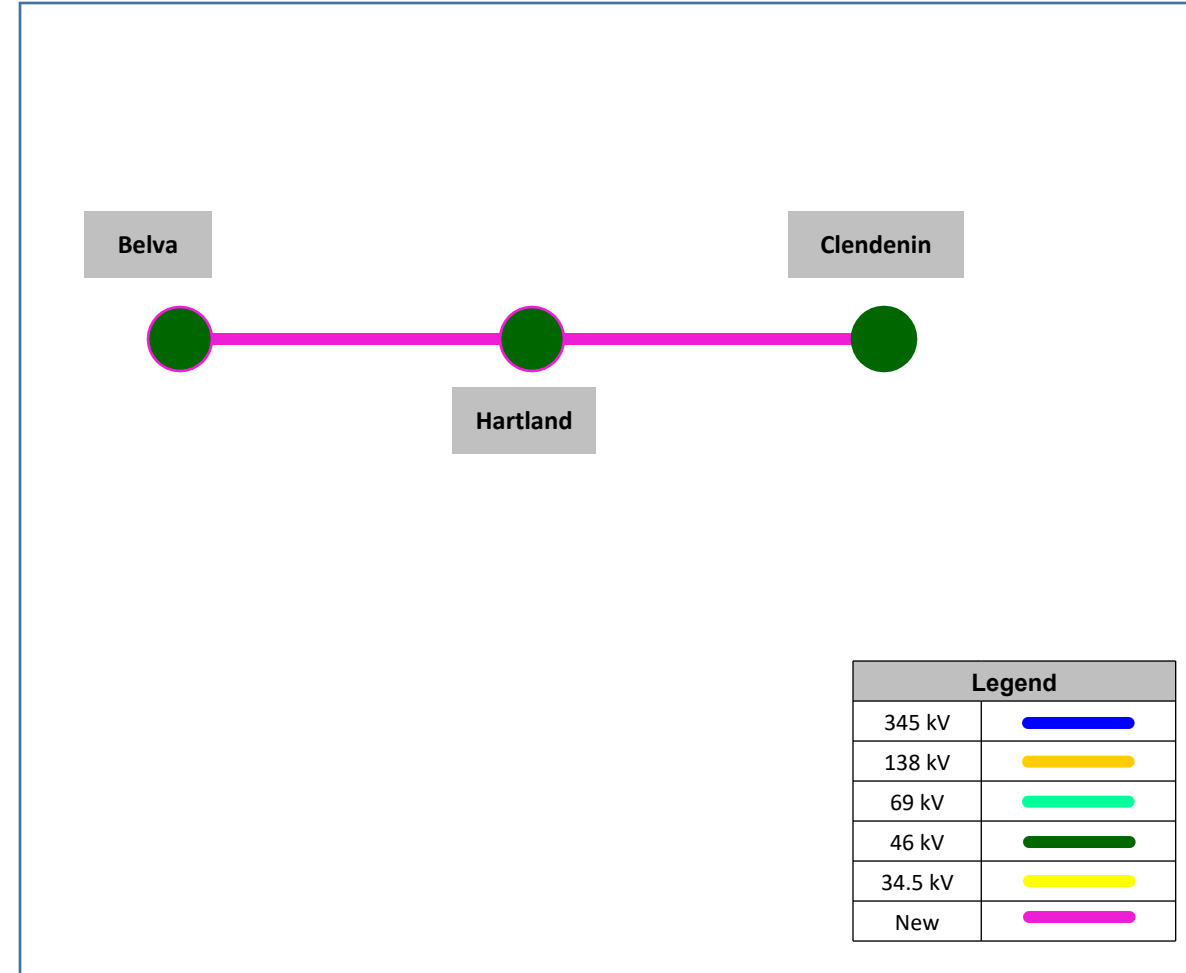 Belva
Clendenin
Hartland
Legend
345 kV
138 kV
69 kV
46 kV
34.5 kV
New